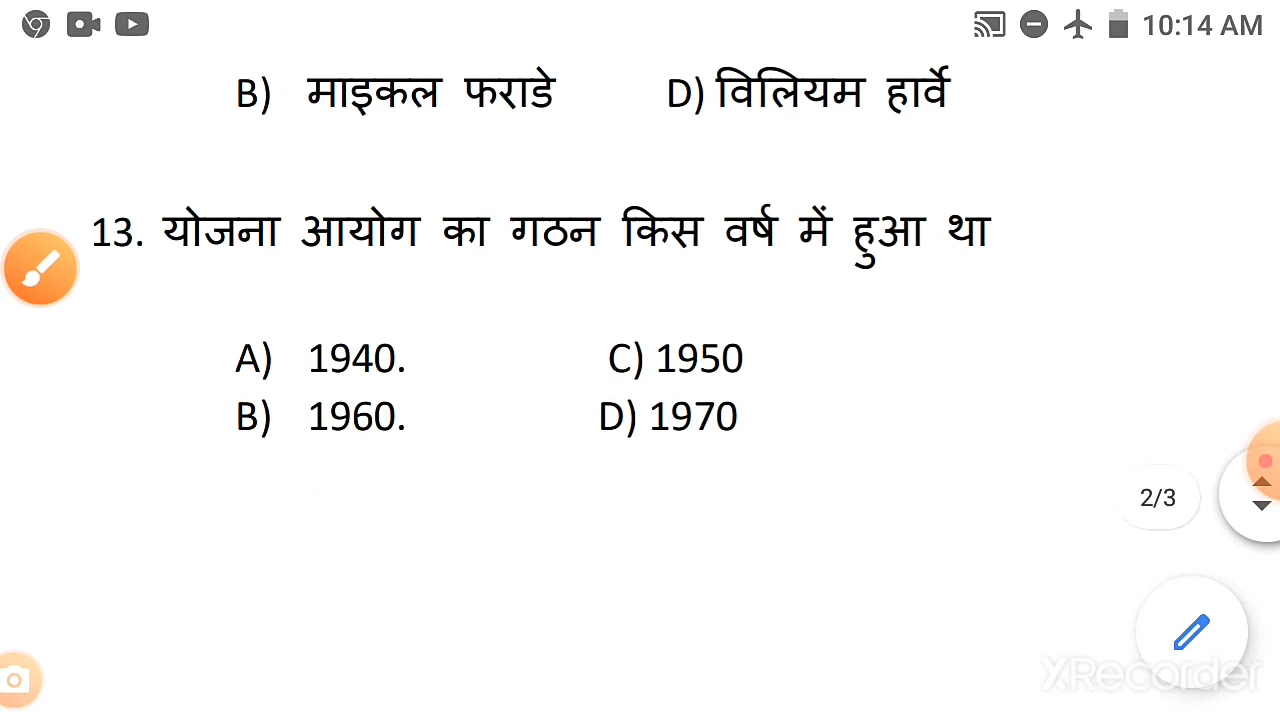 10:14 AM
B) माइकल फराडे D) विलियम हार्वे
13. योजना आयोग का गठन किस वर्ष में हुआ था
A) 1940. C) 1950
B) 1960. D) 1970
2/3
XRecorder